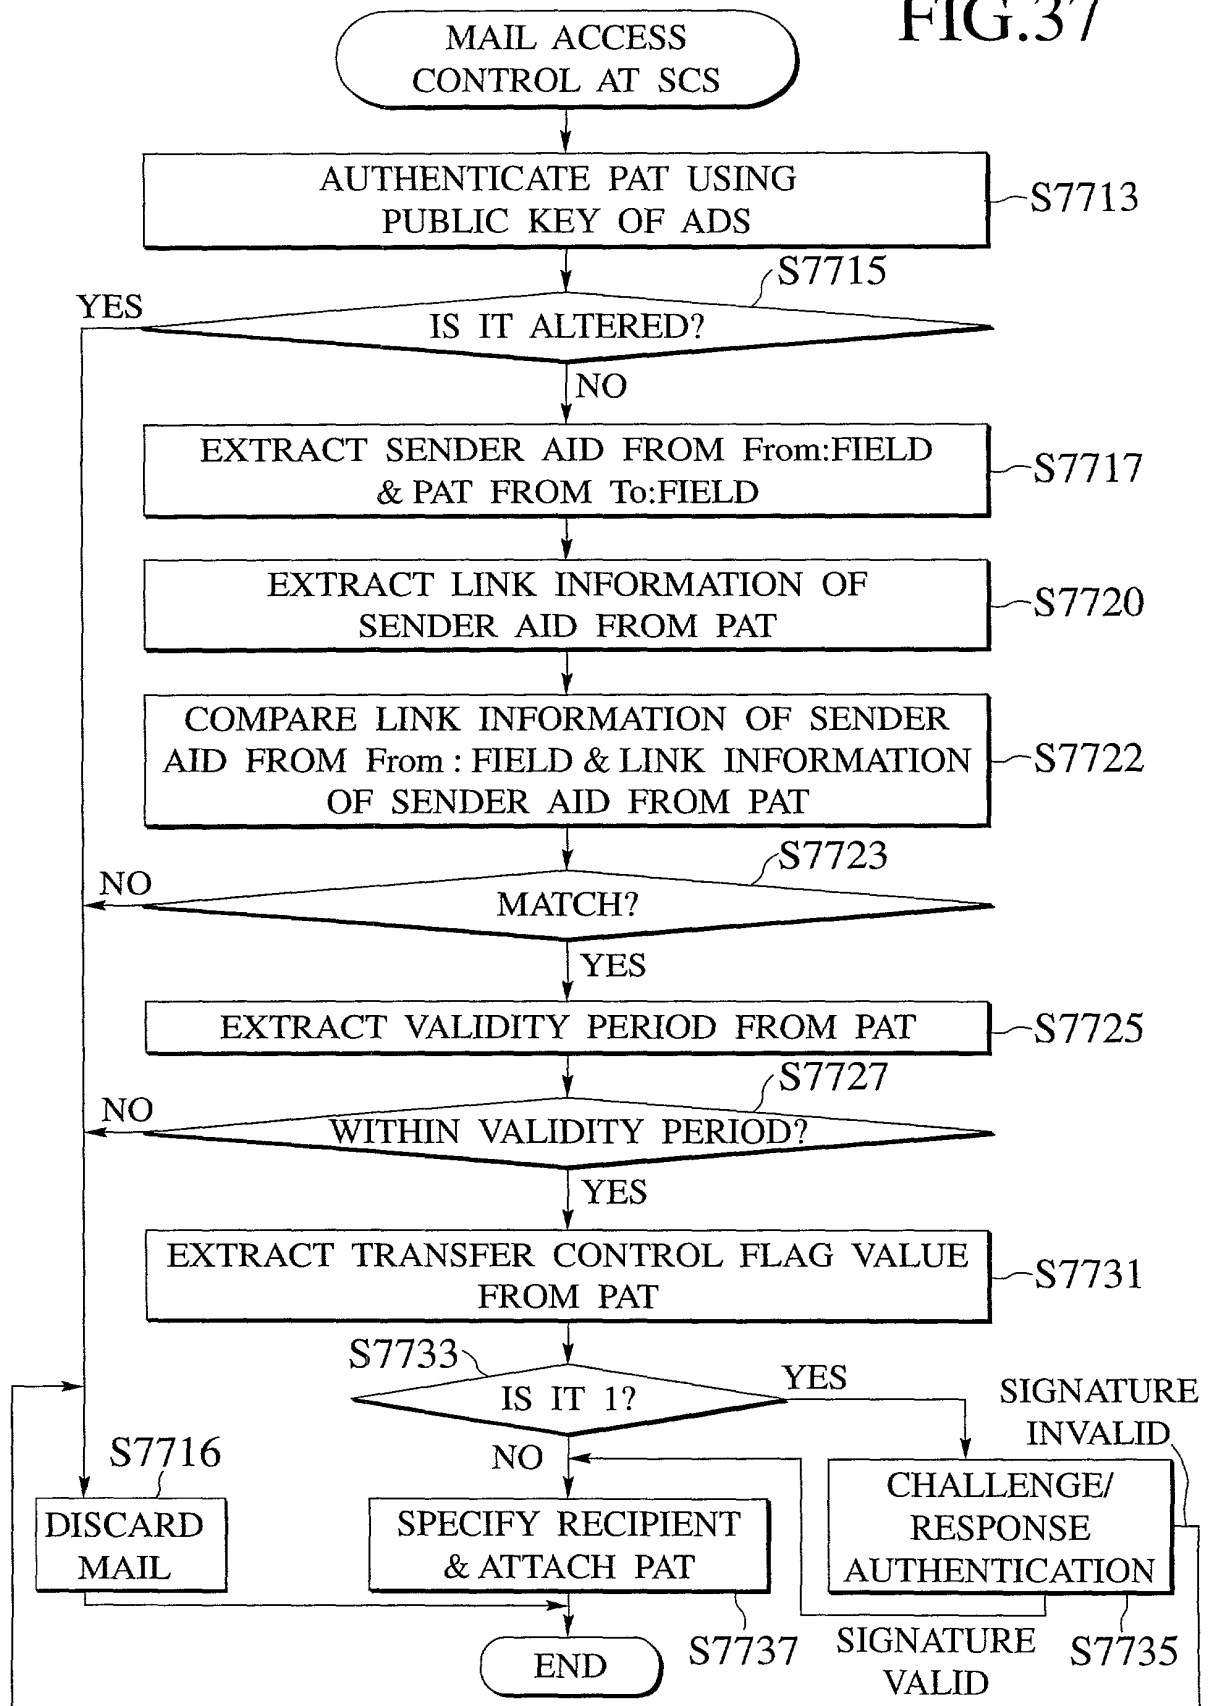 FIG.37
MAIL ACCESS
CONTROL AT SCS
AUTHENTICATE PAT USING
PUBLIC KEY OF ADS
S7713
S7715
YES
IS IT ALTERED?
NO
EXTRACT SENDER AID FROM From:FIELD
& PAT FROM To:FIELD
S7717
EXTRACT LINK INFORMATION OF
SENDER AID FROM PAT
S7720
COMPARE LINK INFORMATION OF SENDER
AID FROM From : FIELD & LINK INFORMATION
OF SENDER AID FROM PAT
S7722
S7723
NO
MATCH?
YES
EXTRACT VALIDITY PERIOD FROM PAT
S7725
S7727
NO
WITHIN VALIDITY PERIOD?
YES
EXTRACT TRANSFER CONTROL FLAG VALUE
FROM PAT
S7731
S7733
IS IT 1?
YES
SIGNATURE
INVALID
NO
S7716
DISCARD
MAIL
SPECIFY RECIPIENT
& ATTACH PAT
CHALLENGE/
RESPONSE
AUTHENTICATION
S7737
SIGNATURE
VALID
S7735
END